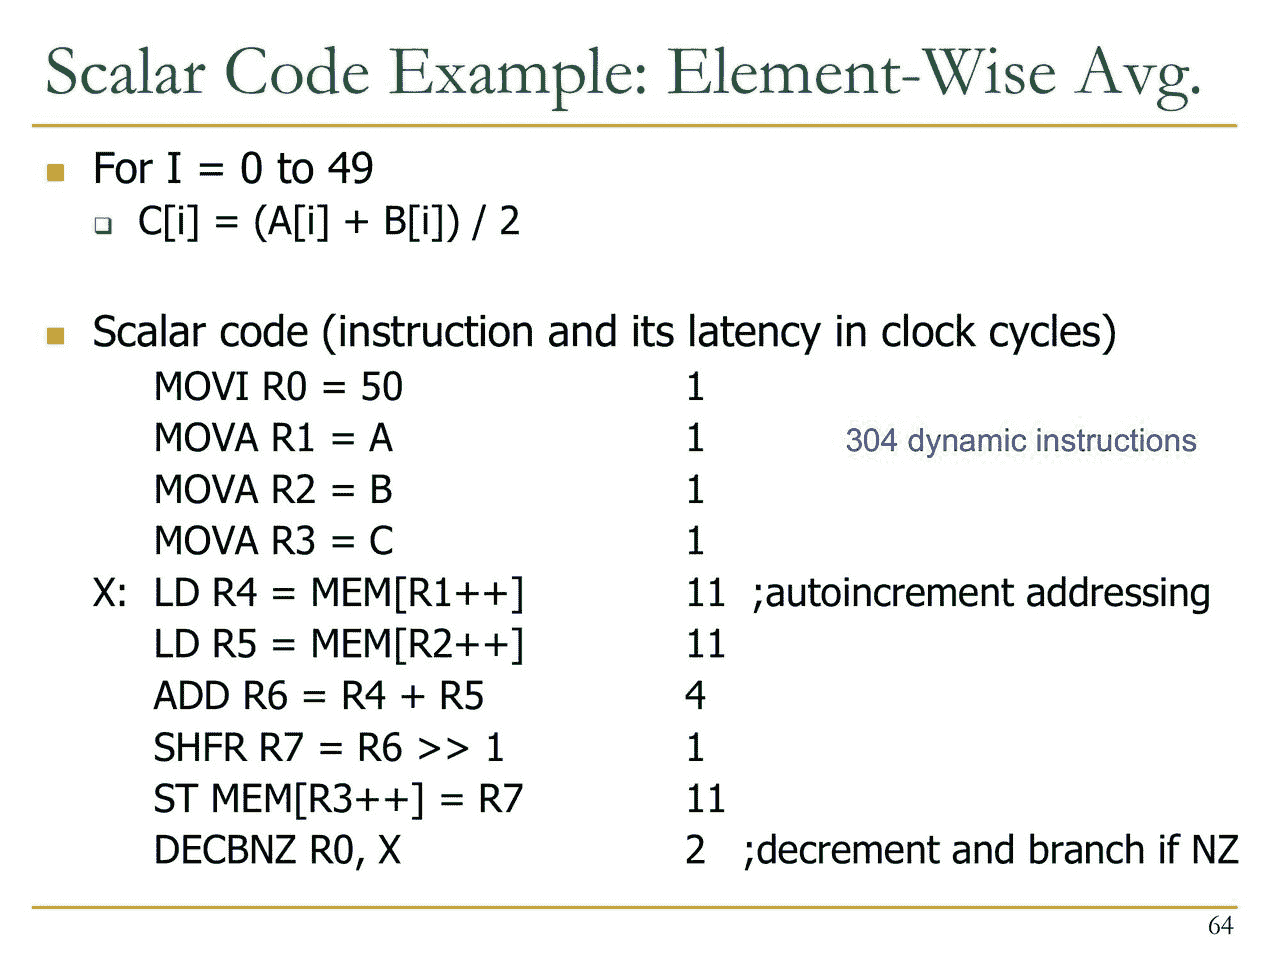 Scalar Code Example: Element-Wise Avg.
For I = 0 to 49
C[i] = (A[i] + B[i]) / 2
Scalar code (instruction and its latency in clock cycles)
MOVI R0 = 50 1
MOVA R1 = A 1 304 dynamic instructions
MOVA R2 = B 1
MOVA R3 = C 1
X: LD R4 = MEM[R1++] 11 ;autoincrement addressing
LD R5 = MEM[R2++] 11
ADD R6 = R4 + R5 4
SHFR R7 = R6 >> 1 1
ST MEM[R3++] = R7 11
DECBNZ R0, X 2 ;decrement and branch if NZ
64